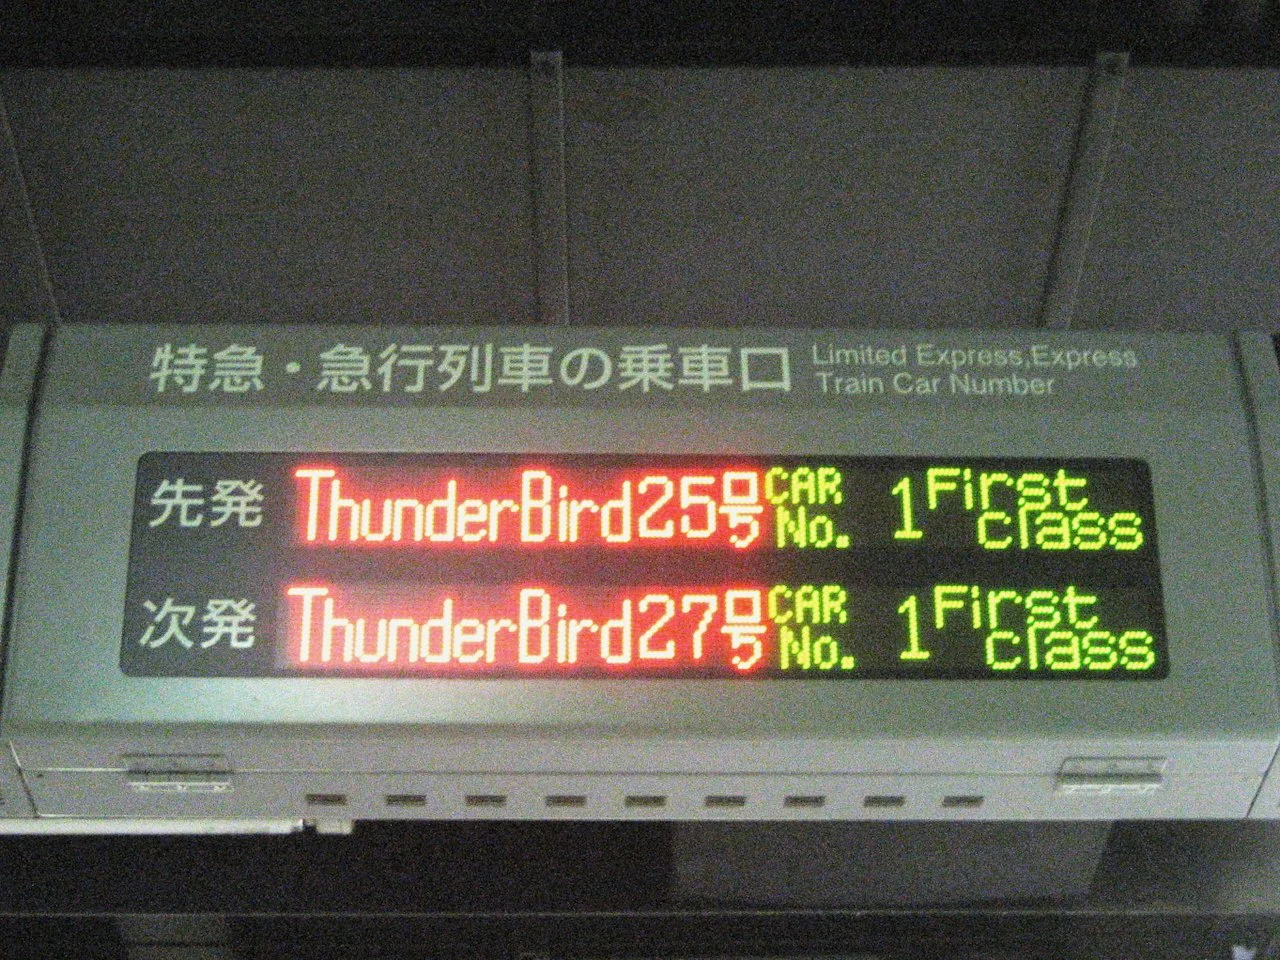 特急・急行列車の乗車口 Limited Express,Express
Train Car Number
先発 ThunderBird25号 CAR No. 1 First class
次発 ThunderBird27号 CAR No. 1 First class